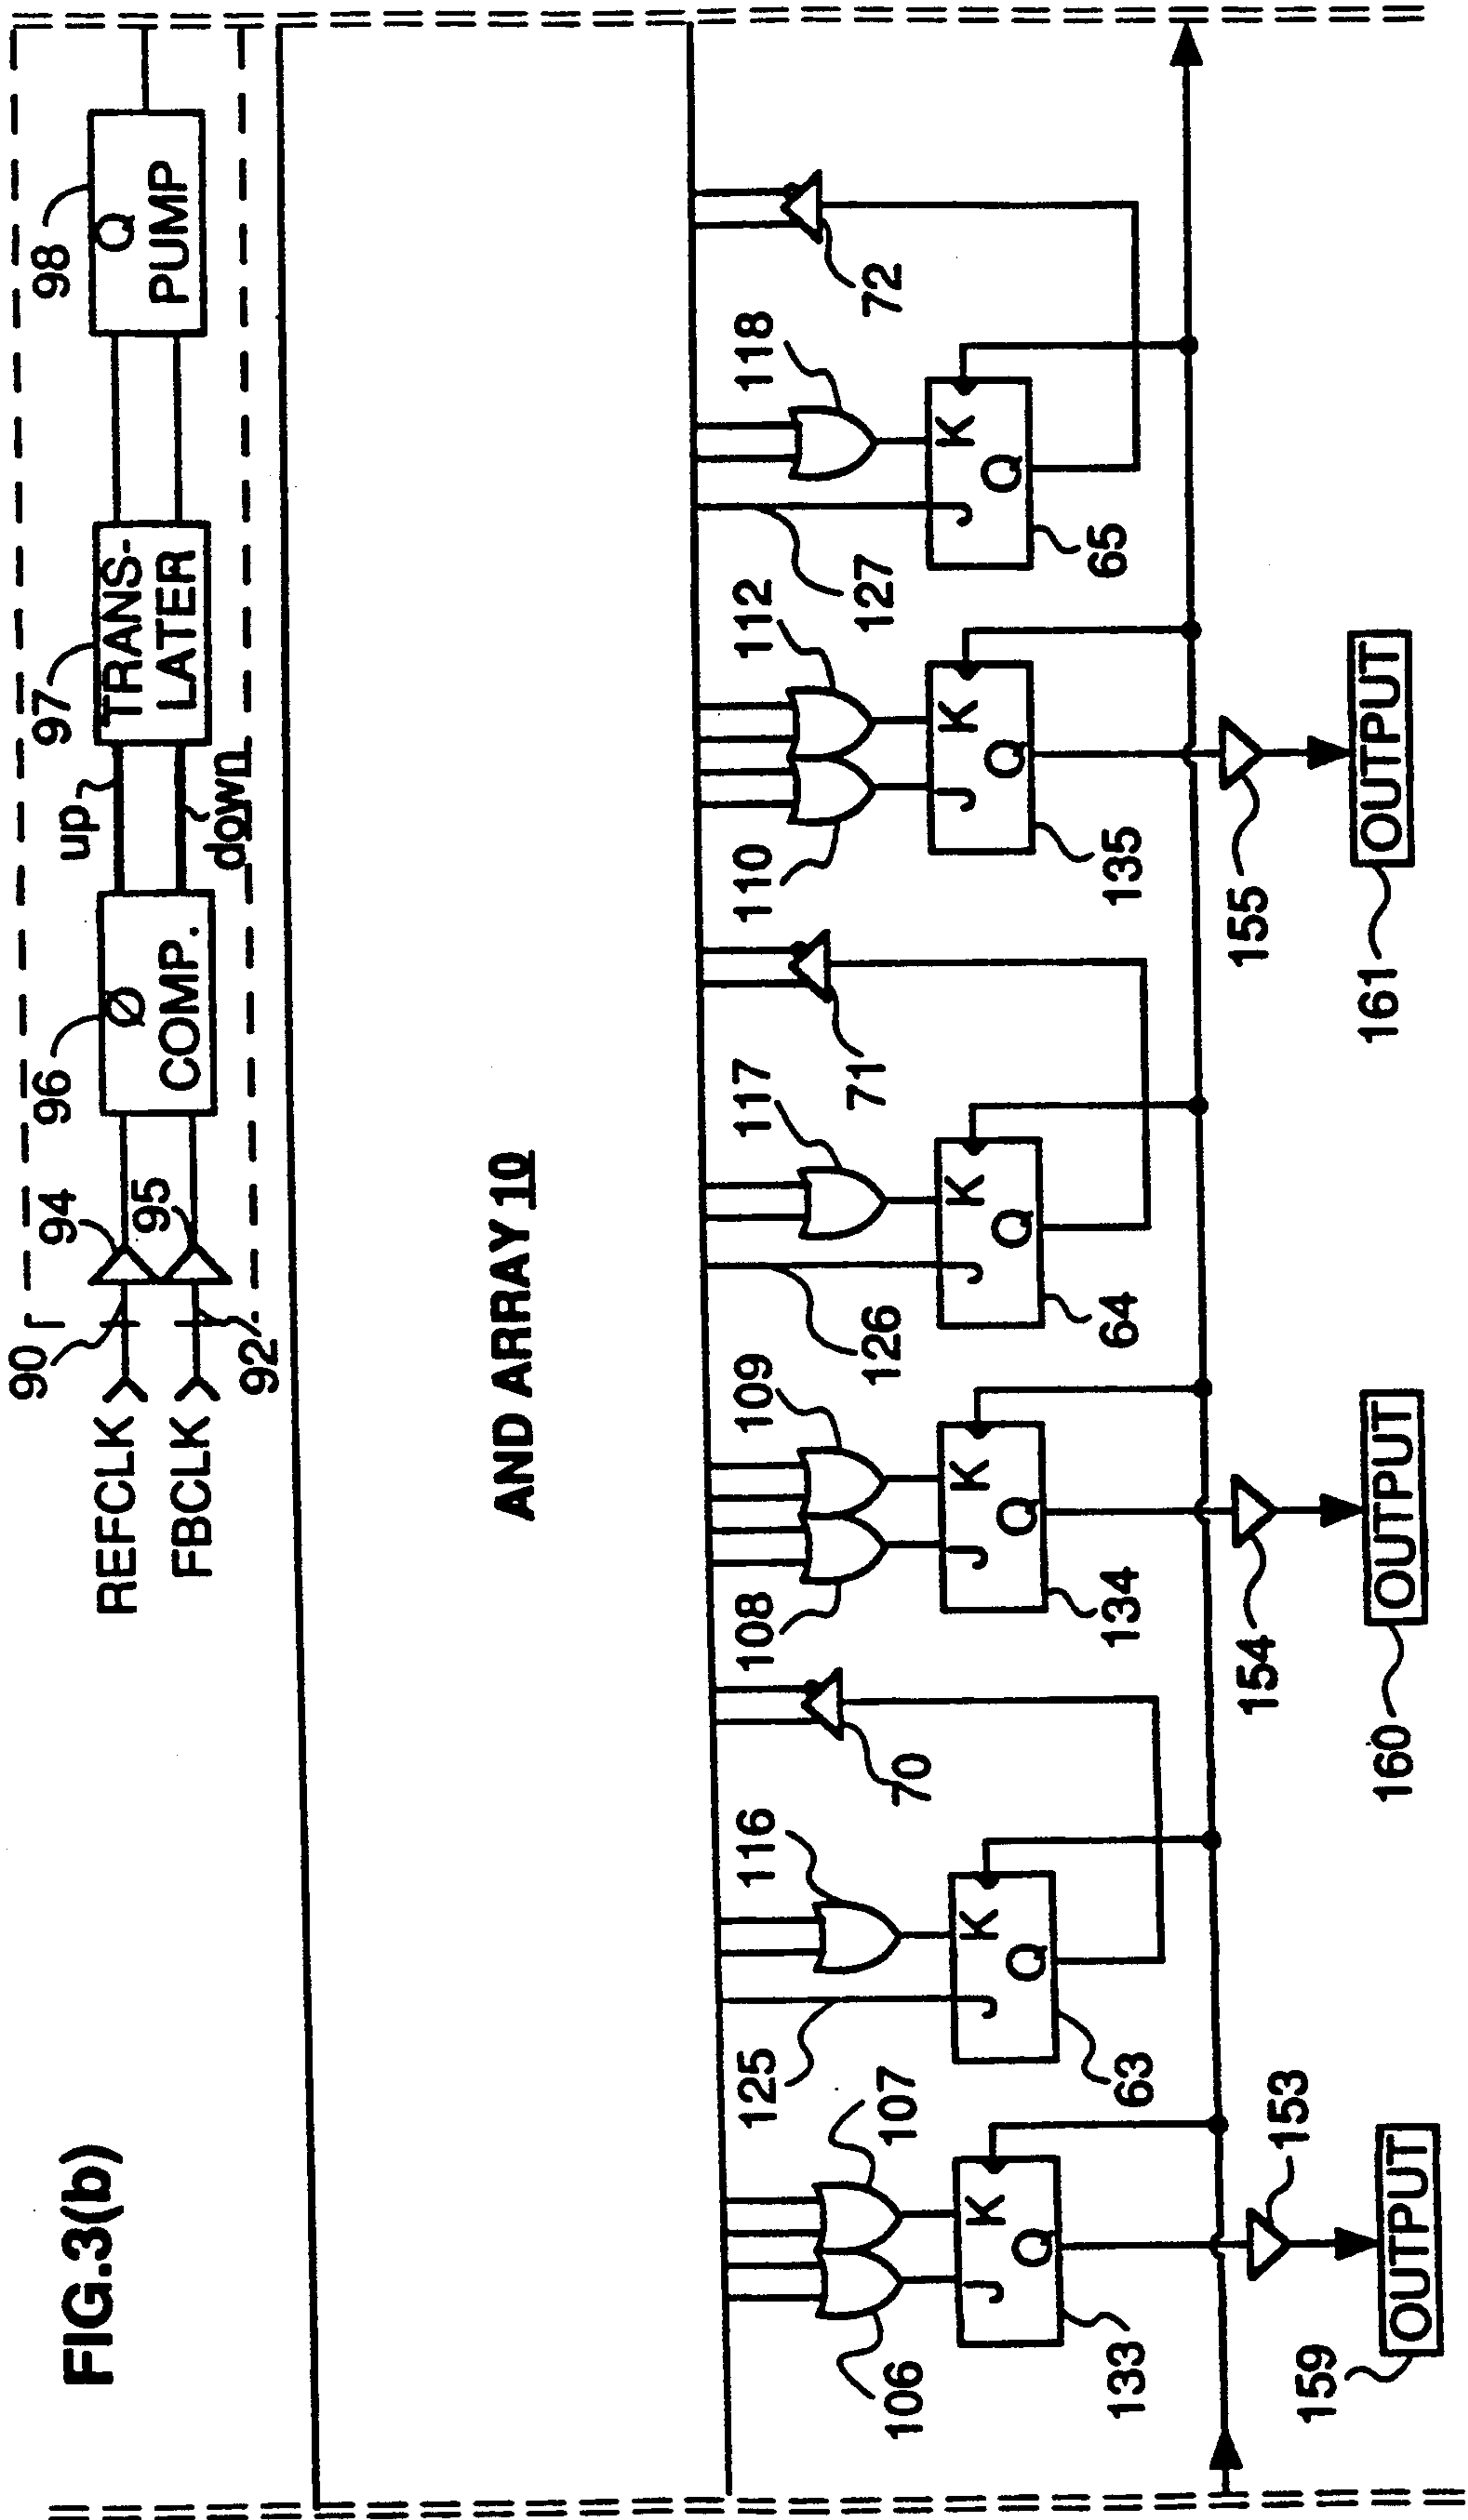 FIG.3(b)
90
94
96
97
98
REFCLK
FBCLK
92
95
Ø
COMP.
up
down
TRANS-
LATER
Q
PUMP
AND ARRAY 10
106
107
125
116
70
108
109
126
117
71
110
112
127
118
72
J
K
Q
133
J
K
Q
63
J
K
Q
134
J
K
Q
64
J
K
Q
135
J
K
Q
65
153
154
155
159
OUTPUT
160
OUTPUT
161
OUTPUT